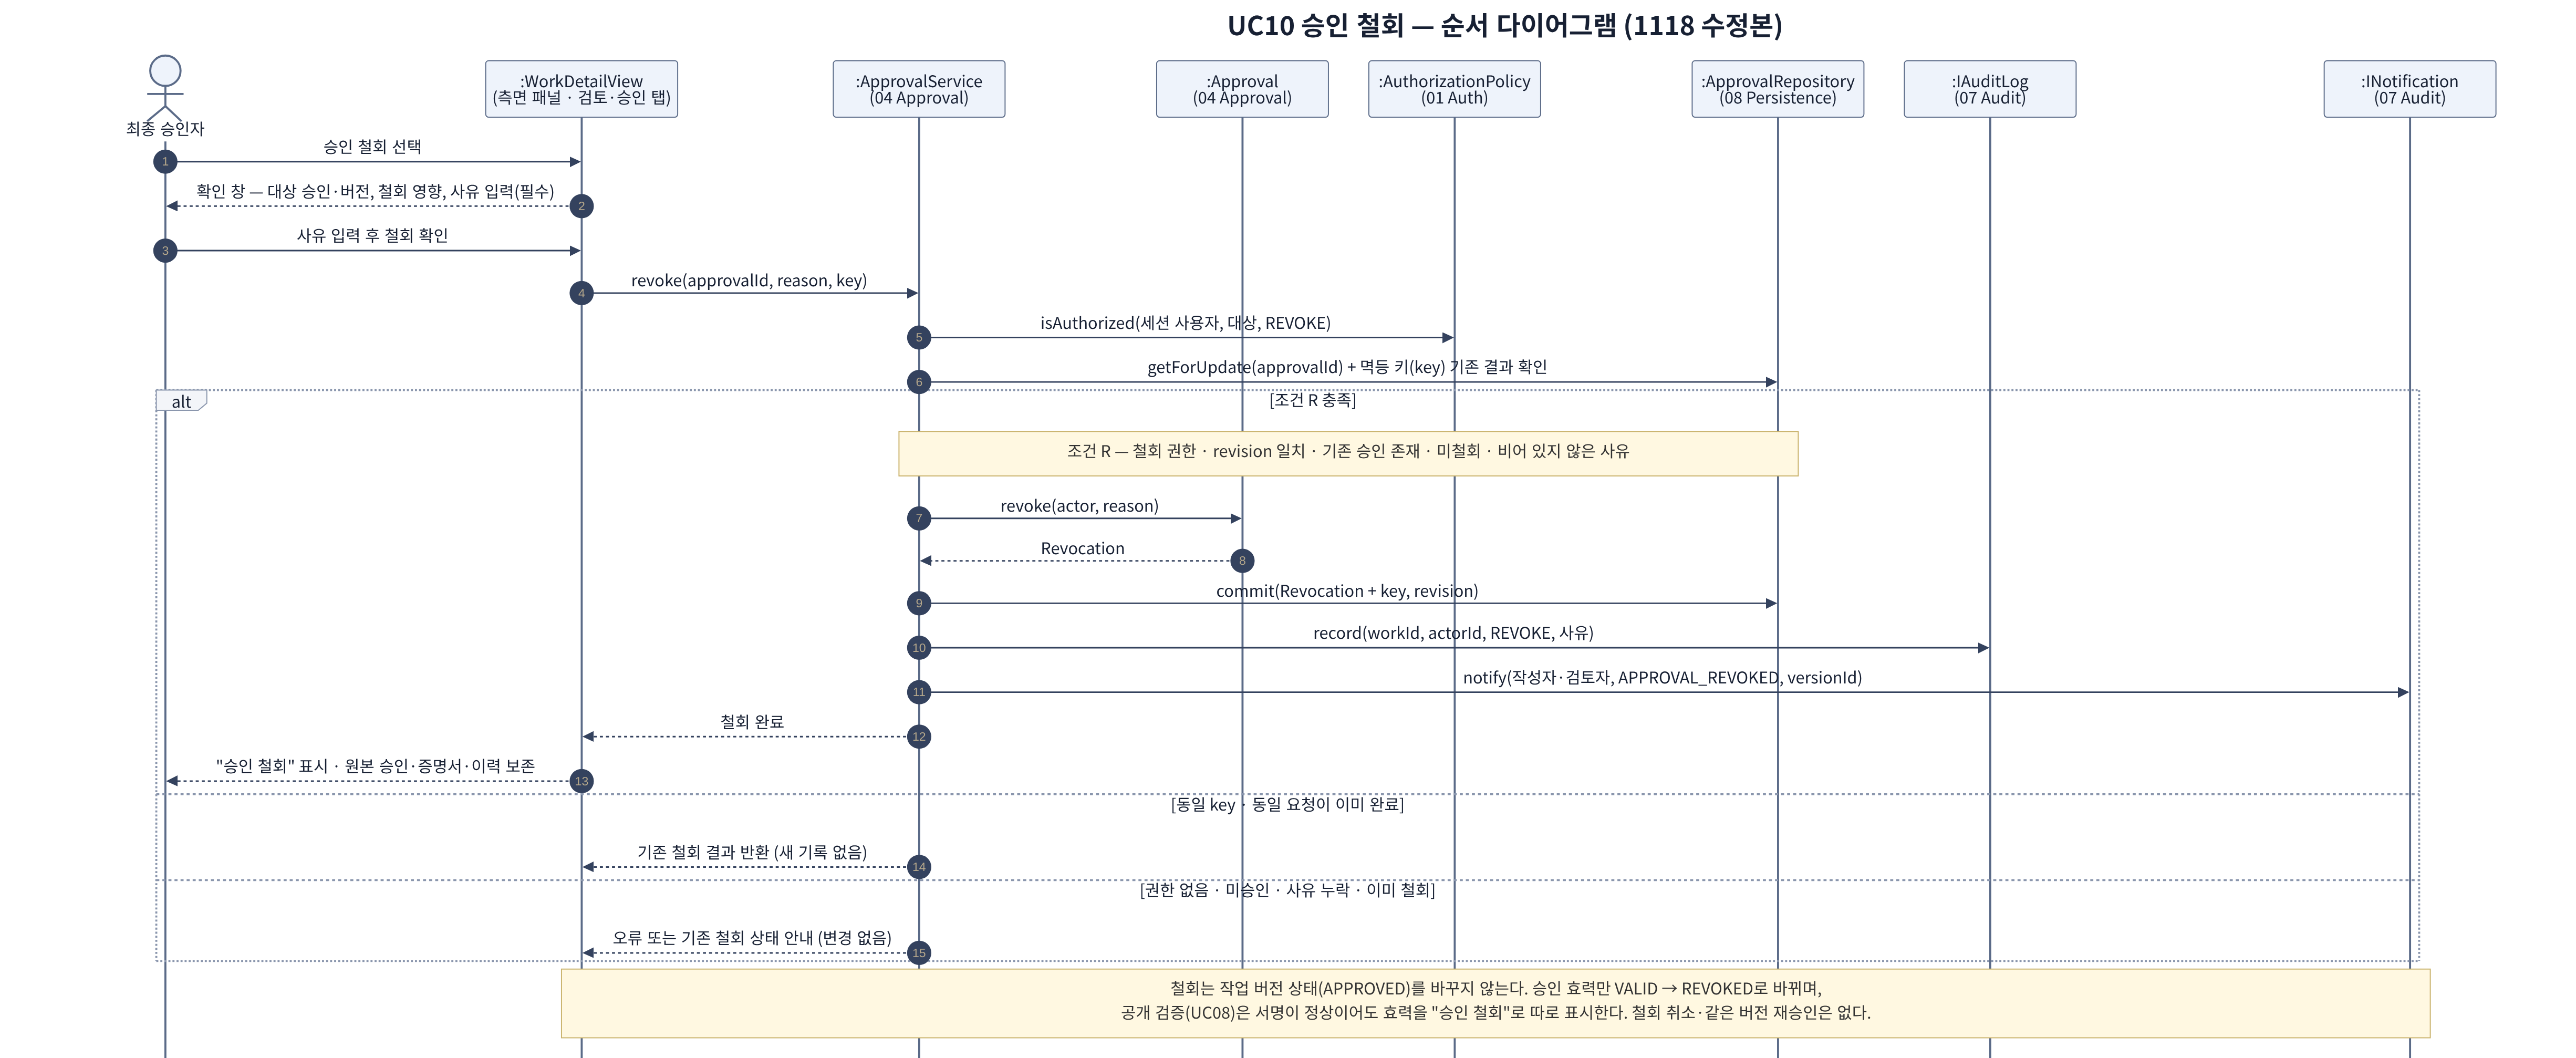 UC10 승인 철회 — 순서 다이어그램 (1118 수정본)
최종 승인자
:WorkDetailView
(측면 패널 · 검토·승인 탭)
:ApprovalService
(04 Approval)
:Approval
(04 Approval)
:AuthorizationPolicy
(01 Auth)
:ApprovalRepository
(08 Persistence)
:IAuditLog
(07 Audit)
:INotification
(07 Audit)
1
승인 철회 선택
확인 창 — 대상 승인·버전, 철회 영향, 사유 입력(필수)
2
3
사유 입력 후 철회 확인
4
revoke(approvalId, reason, key)
5
isAuthorized(세션 사용자, 대상, REVOKE)
6
getForUpdate(approvalId) + 멱등 키(key) 기존 결과 확인
alt
[조건 R 충족]
조건 R — 철회 권한 · revision 일치 · 기존 승인 존재 · 미철회 · 비어 있지 않은 사유
7
revoke(actor, reason)
Revocation
8
9
commit(Revocation + key, revision)
10
record(workId, actorId, REVOKE, 사유)
11
notify(작성자·검토자, APPROVAL_REVOKED, versionId)
철회 완료
12
"승인 철회" 표시 · 원본 승인·증명서·이력 보존
13
[동일 key · 동일 요청이 이미 완료]
기존 철회 결과 반환 (새 기록 없음)
14
[권한 없음 · 미승인 · 사유 누락 · 이미 철회]
오류 또는 기존 철회 상태 안내 (변경 없음)
15
철회는 작업 버전 상태(APPROVED)를 바꾸지 않는다. 승인 효력만 VALID → REVOKED로 바뀌며,
공개 검증(UC08)은 서명이 정상이어도 효력을 "승인 철회"로 따로 표시한다. 철회 취소·같은 버전 재승인은 없다.